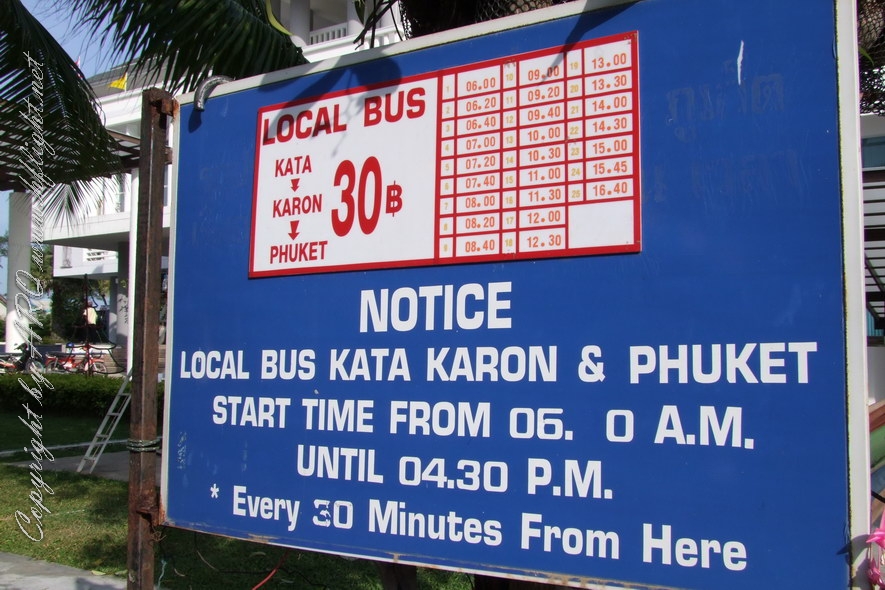 LOCAL BUS
KATA
KARON
PHUKET
30฿
1 06.00 10 09.00 19 13.00
2 06.20 11 09.20 20 13.30
3 06.40 12 09.40 21 14.00
4 07.00 13 10.00 22 14.30
5 07.20 14 10.30 23 15.00
6 07.40 15 11.00 24 15.45
7 08.00 16 11.30 25 16.40
8 08.20 17 12.00
9 08.40 18 12.30
NOTICE
LOCAL BUS KATA KARON & PHUKET
START TIME FROM 06. 0 A.M.
UNTIL 04.30 P.M.
* Every 30 Minutes From Here